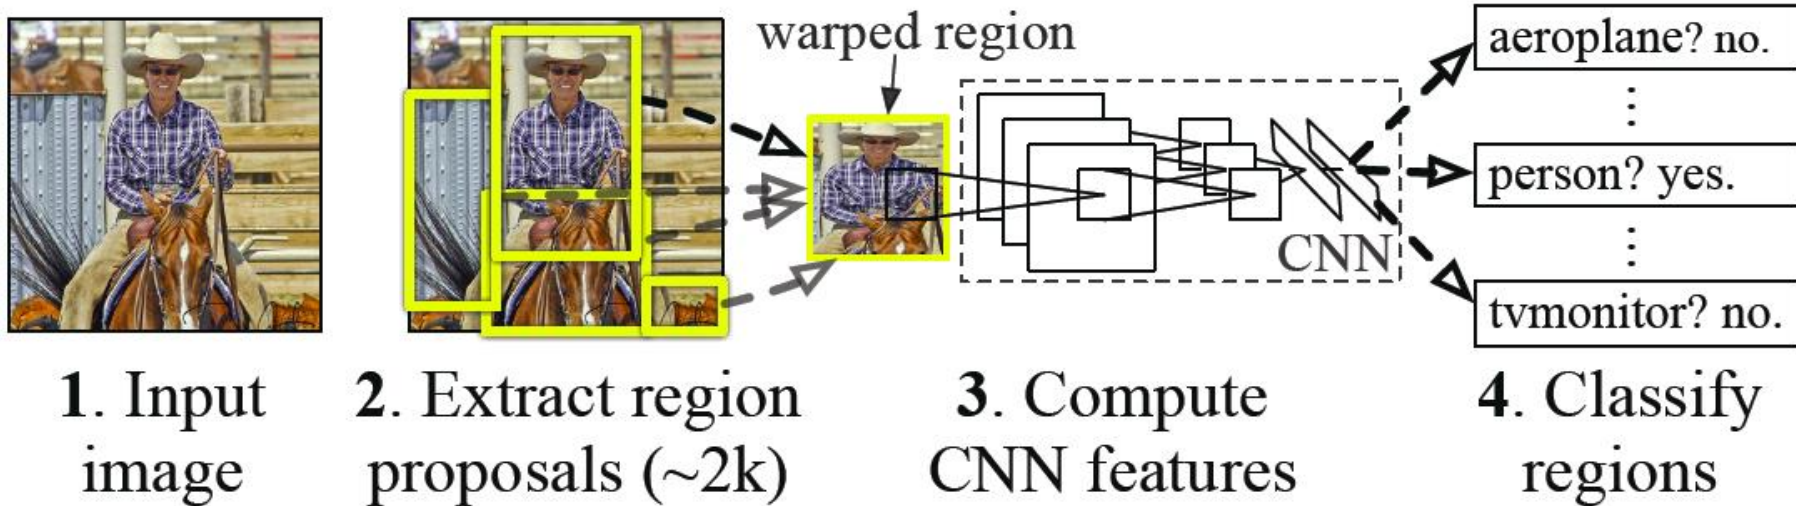 warped region
aeroplane? no.
person? yes.
CNN
tvmonitor? no.
1. Input
image
2. Extract region
proposals (~2k)
3. Compute
CNN features
4. Classify
regions